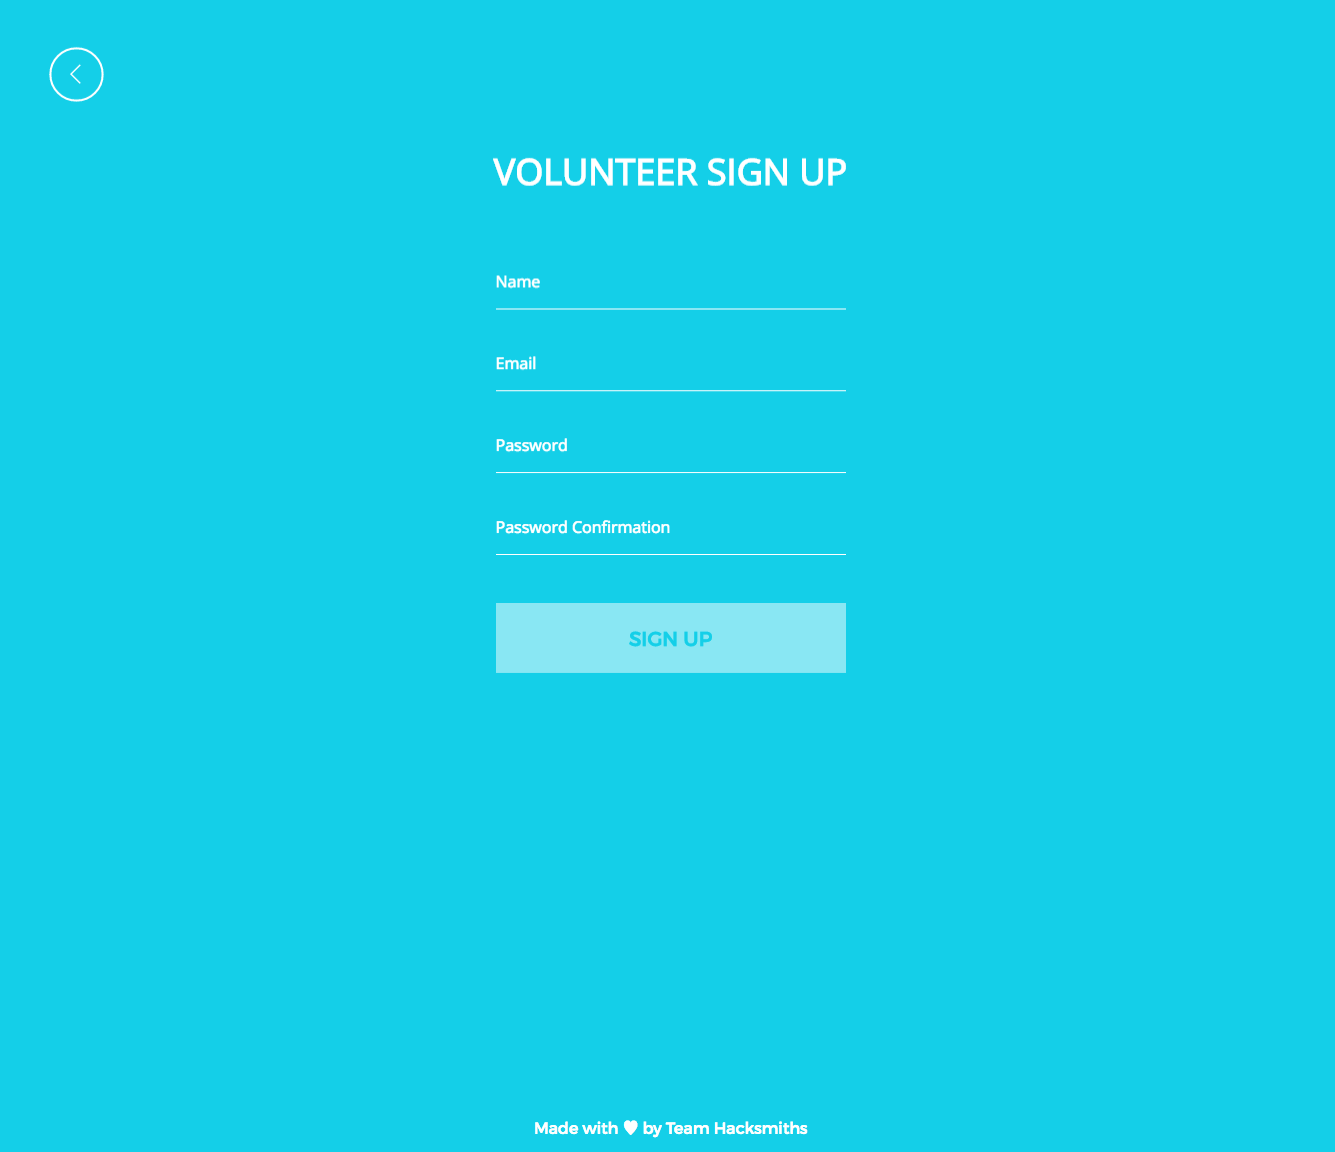 VOLUNTEER SIGN UP
Name
Email
Password
Password Confirmation
SIGN UP
Made with ♥ by Team Hacksmiths